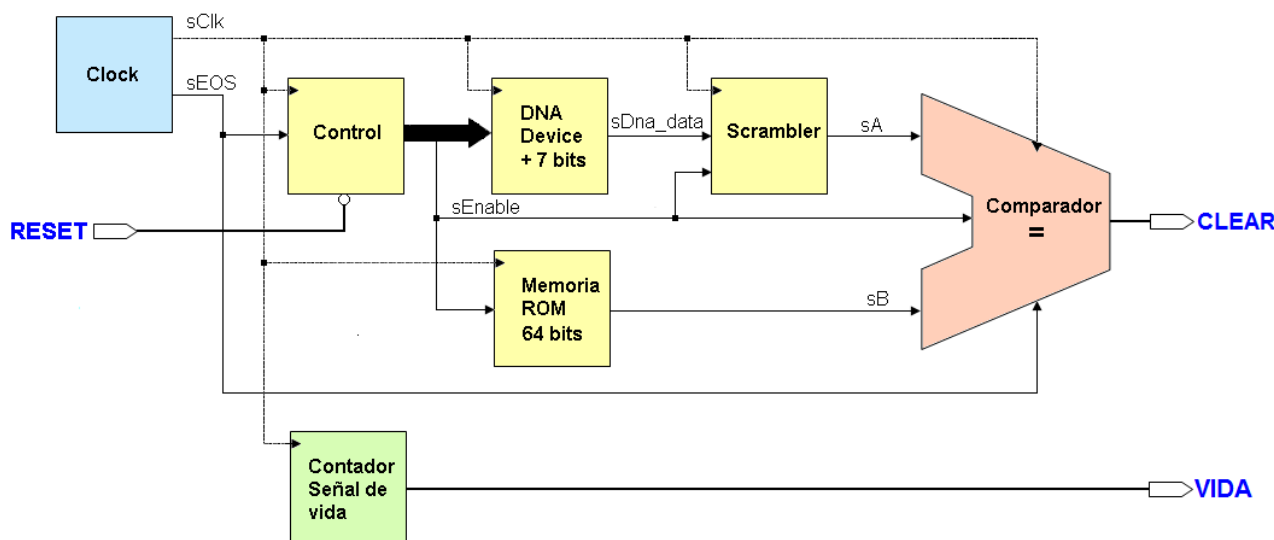 sClk
Clock
sEOS
Control
DNA
Device
+ 7 bits
sDna_data
Scrambler
sA
sEnable
RESET
Comparador
=
CLEAR
Memoria
ROM
64 bits
sB
Contador
Señal de
vida
VIDA